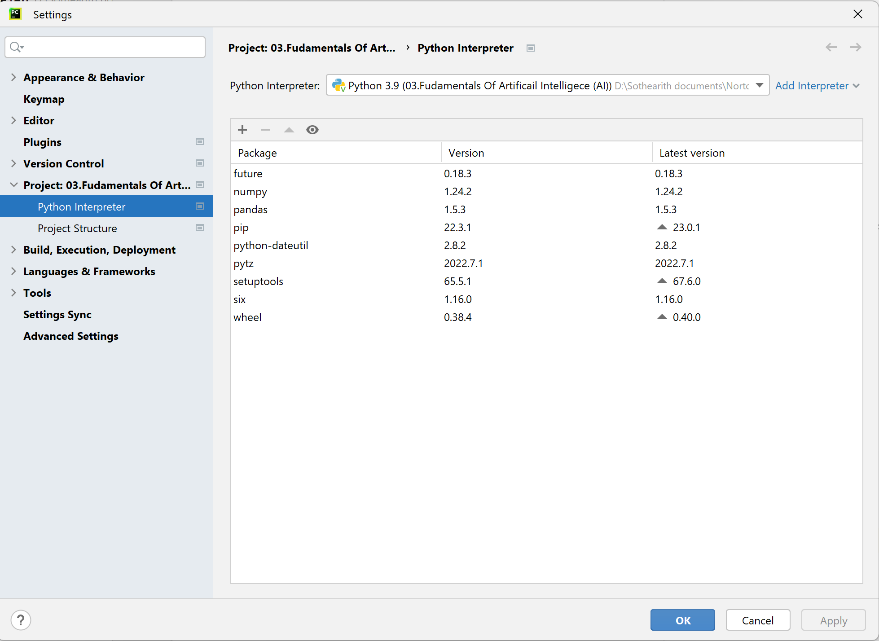 Settings
Project: 03.Fudamentals Of Art... › Python Interpreter
Python Interpreter: Python 3.9 (03.Fudamentals Of Artificail Intelligece (AI)) D:\Sothearith documents\Nortc Add Interpreter
Appearance & Behavior
Keymap
Editor
Plugins
Version Control
Project: 03.Fudamentals Of Art...
Python Interpreter
Project Structure
Build, Execution, Deployment
Languages & Frameworks
Tools
Settings Sync
Advanced Settings
Package Version Latest version
future 0.18.3 0.18.3
numpy 1.24.2 1.24.2
pandas 1.5.3 1.5.3
pip 22.3.1 23.0.1
python-dateutil 2.8.2 2.8.2
pytz 2022.7.1 2022.7.1
setuptools 65.5.1 67.6.0
six 1.16.0 1.16.0
wheel 0.38.4 0.40.0
? OK Cancel Apply